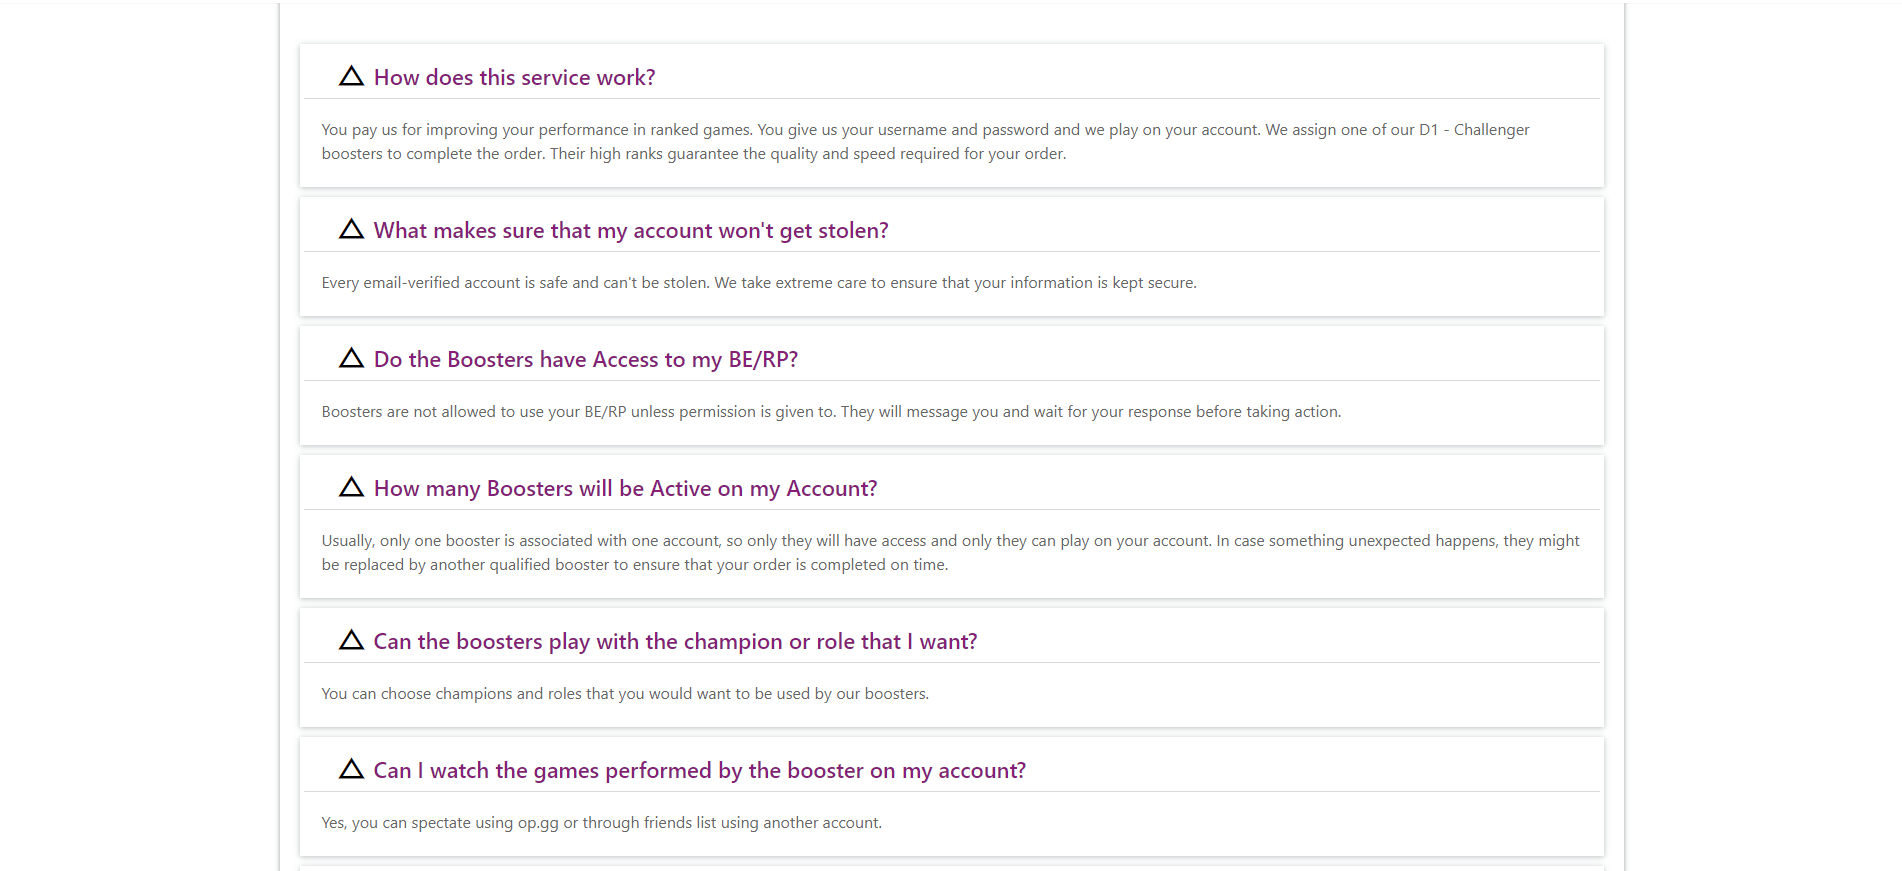 How does this service work?
You pay us for improving your performance in ranked games. You give us your username and password and we play on your account. We assign one of our D1 - Challenger
boosters to complete the order. Their high ranks guarantee the quality and speed required for your order.
What makes sure that my account won't get stolen?
Every email-verified account is safe and can't be stolen. We take extreme care to ensure that your information is kept secure.
Do the Boosters have Access to my BE/RP?
Boosters are not allowed to use your BE/RP unless permission is given to. They will message you and wait for your response before taking action.
How many Boosters will be Active on my Account?
Usually, only one booster is associated with one account, so only they will have access and only they can play on your account. In case something unexpected happens, they might
be replaced by another qualified booster to ensure that your order is completed on time.
Can the boosters play with the champion or role that I want?
You can choose champions and roles that you would want to be used by our boosters.
Can I watch the games performed by the booster on my account?
Yes, you can spectate using op.gg or through friends list using another account.